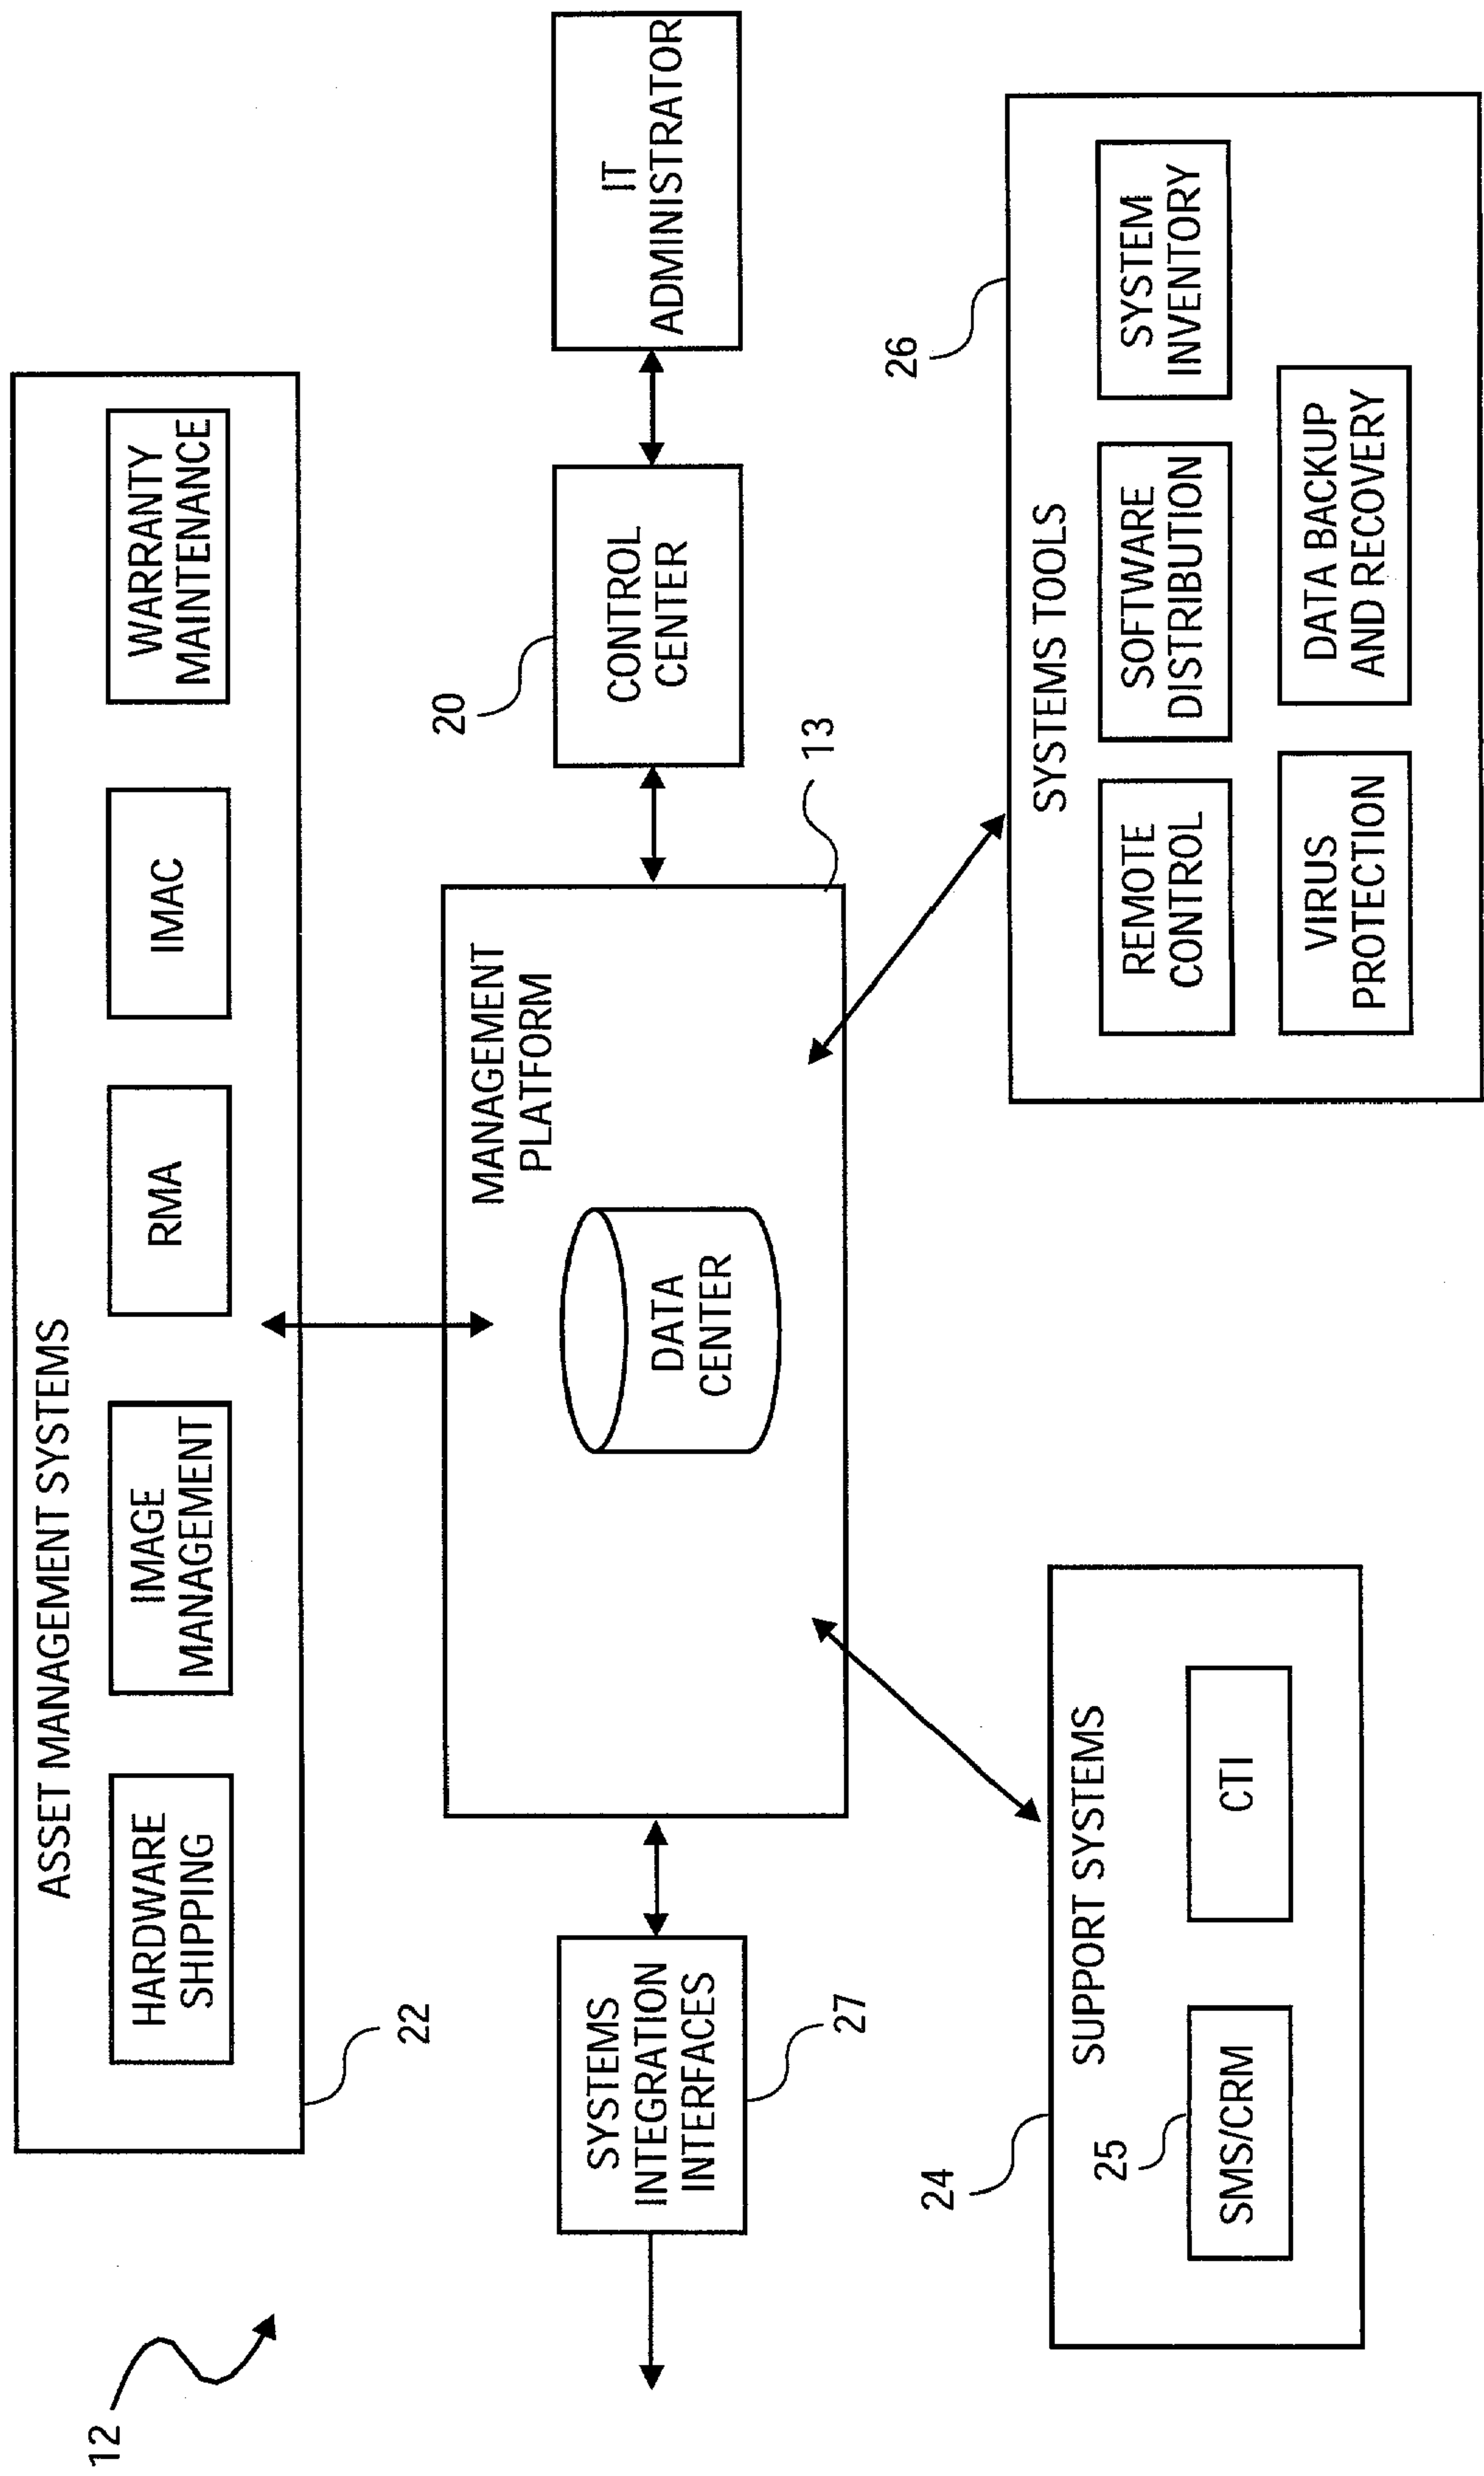 12
ASSET MANAGEMENT SYSTEMS
HARDWARE
SHIPPING
IMAGE
MANAGEMENT
RMA
IMAC
WARRANTY
MAINTENANCE
22
SYSTEMS
INTEGRATION
INTERFACES
27
MANAGEMENT
PLATFORM
DATA
CENTER
13
20
CONTROL
CENTER
IT
ADMINISTRATOR
24
SUPPORT SYSTEMS
25
SMS/CRM
CTI
26
SYSTEMS TOOLS
REMOTE
CONTROL
SOFTWARE
DISTRIBUTION
SYSTEM
INVENTORY
VIRUS
PROTECTION
DATA BACKUP
AND RECOVERY